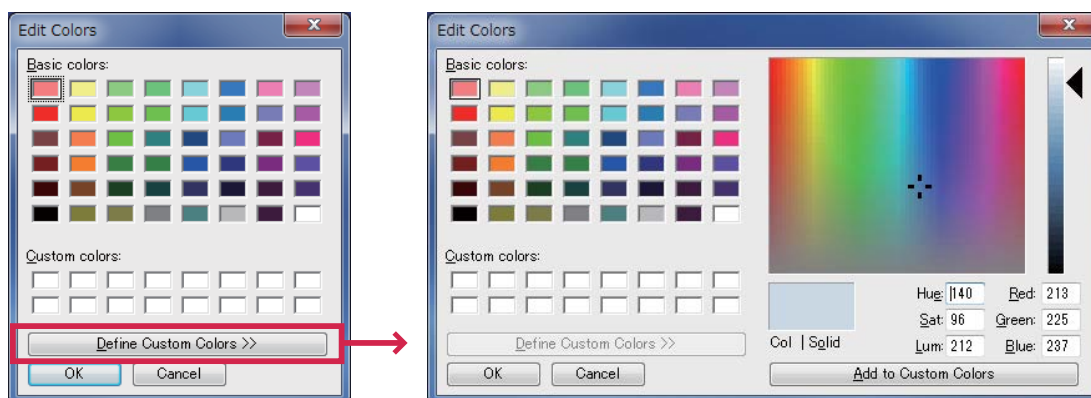 Edit Colors
Basic colors:
Custom colors:
Define Custom Colors >>
OK Cancel
Edit Colors
Basic colors:
Custom colors:
Define Custom Colors >>
OK Cancel
Hue: 140 Red: 213
Sat: 96 Green: 225
Col | Solid Lum: 212 Blue: 237
Add to Custom Colors